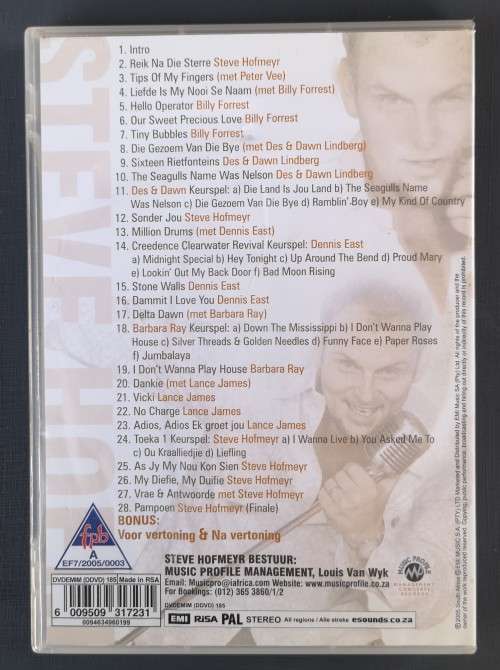 STEVE HOF
1. Intro
2. Reik Na Die Sterre Steve Hofmeyr
3. Tips Of My Fingers (met Peter Vee)
4. Liefde Is My Nooi Se Naam (met Billy Forrest)
5. Hello Operator Billy Forrest
6. Our Sweet Precious Love Billy Forrest
7. Tiny Bubbles Billy Forrest
8. Die Gezoem Van Die Bye (met Des & Dawn Lindberg)
9. Sixteen Rietfonteins Des & Dawn Lindberg
10. The Seagulls Name Was Nelson Des & Dawn Lindberg
11. Des & Dawn Keurspel: a) Die Land Is Jou Land b) The Seagulls Name
Was Nelson c) Die Gezoem Van Die Bye d) Ramblin' Boy e) My Kind Of Country
12. Sonder Jou Steve Hofmeyr
13. Million Drums (met Dennis East)
14. Creedence Clearwater Revival Keurspel: Dennis East
a) Midnight Special b) Hey Tonight c) Up Around The Bend d) Proud Mary
e) Lookin' Out My Back Door f) Bad Moon Rising
15. Stone Walls Dennis East
16. Dammit I Love You Dennis East
17. Delta Dawn (met Barbara Ray)
18. Barbara Ray Keurspel: a) Down The Mississippi b) I Don't Wanna Play
House c) Silver Threads & Golden Needles d) Funny Face e) Paper Roses
f) Jumbalaya
19. I Don't Wanna Play House Barbara Ray
20. Dankie (met Lance James)
21. Vicki Lance James
22. No Charge Lance James
23. Adios, Adios Ek groet jou Lance James
24. Toeka 1 Keurspel: Steve Hofmeyr a) I Wanna Live b) You Asked Me To
c) Ou Kraalliedjie d) Liefling
25. As Jy My Nou Kon Sien Steve Hofmeyr
26. My Diefie, My Duifie Steve Hofmeyr
27. Vrae & Antwoorde met Steve Hofmeyr
28. Pampoen Steve Hofmeyr (Finale)
BONUS:
Voor vertoning & Na vertoning
fpb
A
EF7/2005/0003
STEVE HOFMEYR BESTUUR:
MUSIC PROFILE MANAGEMENT, Louis Van Wyk
Email: Musicpro@iafrica.com Website: www.musicprofile.co.za
For Bookings: (012) 365 3860/1/2
MUSIC PROFILE
MANAGEMENT
CONCERTS
RECORDS
DVDEMIM (DDVD) 185 Made in RSA
6 009509 317231
0094634960199
DVDEMIM (DDVD) 185
EMI RiSA PAL STEREO All regions / Alle streke esounds.co.za